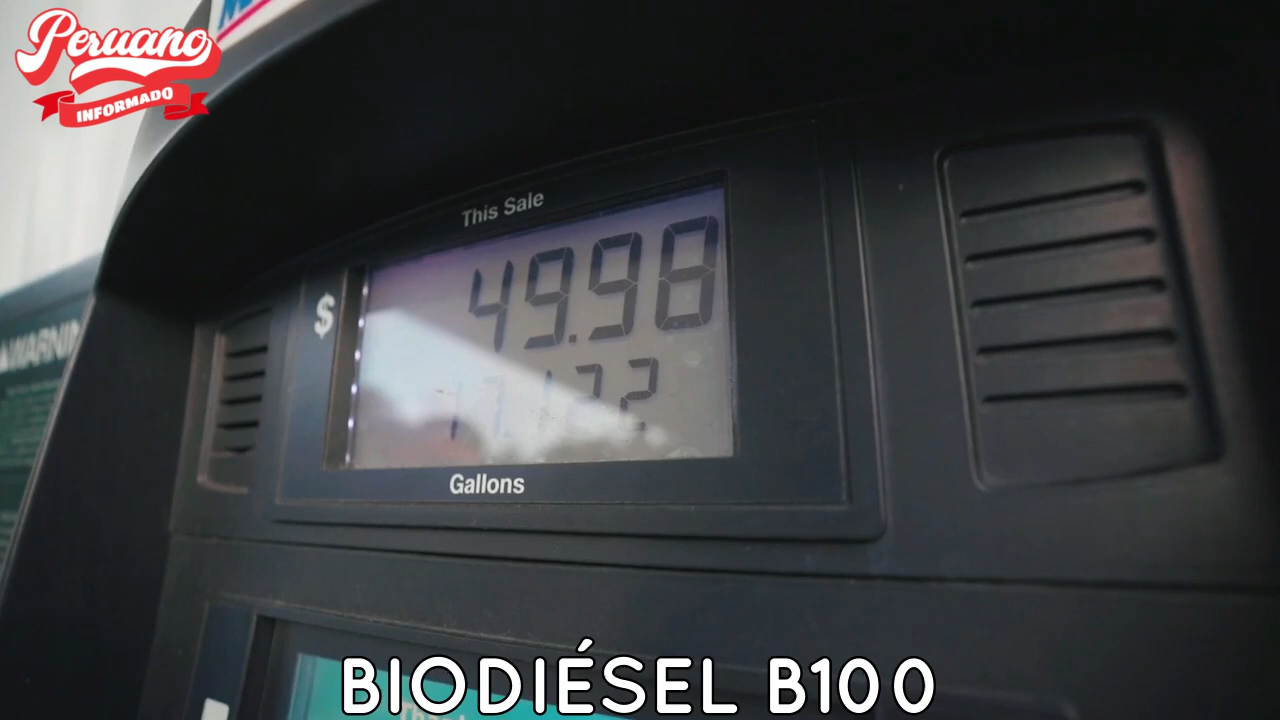 Peruano
INFORMADO
This Sale
$
49.98
Gallons
BIODIÉSEL B100